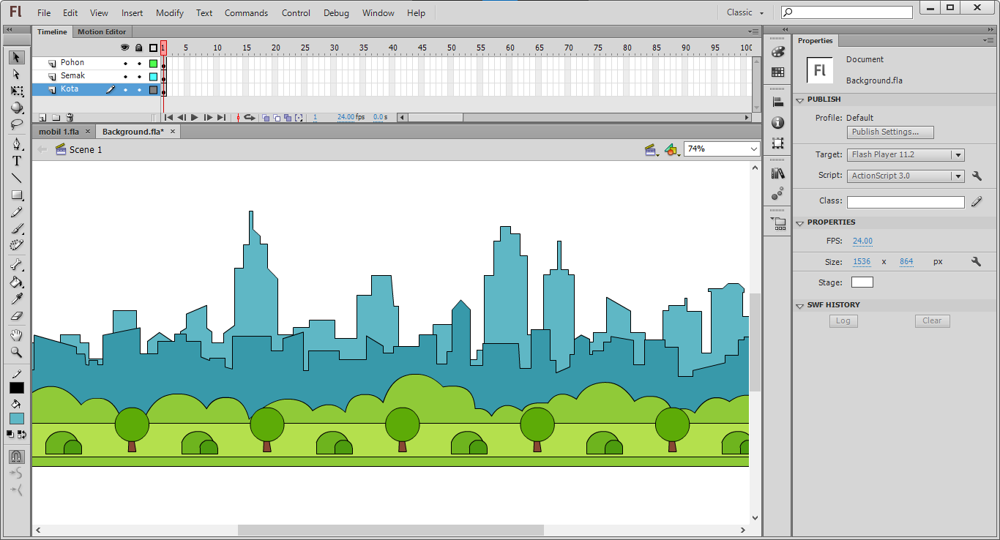 Fl File Edit View Insert Modify Text Commands Control Debug Window Help Classic
Timeline Motion Editor
1 5 10 15 20 25 30 35 40 45 50 55 60 65 70 75 80 85 90 95 100
Pohon
Semak
Kota
1 24.00 fps 0.0 s
mobil 1.fla × Background.fla* ×
Scene 1
74%
T
Properties
Fl
Document
Background.fla
PUBLISH
Profile: Default
Publish Settings...
Target: Flash Player 11.2
Script: ActionScript 3.0
Class:
PROPERTIES
FPS: 24.00
Size: 1536 x 864 px
Stage:
SWF HISTORY
Log Clear